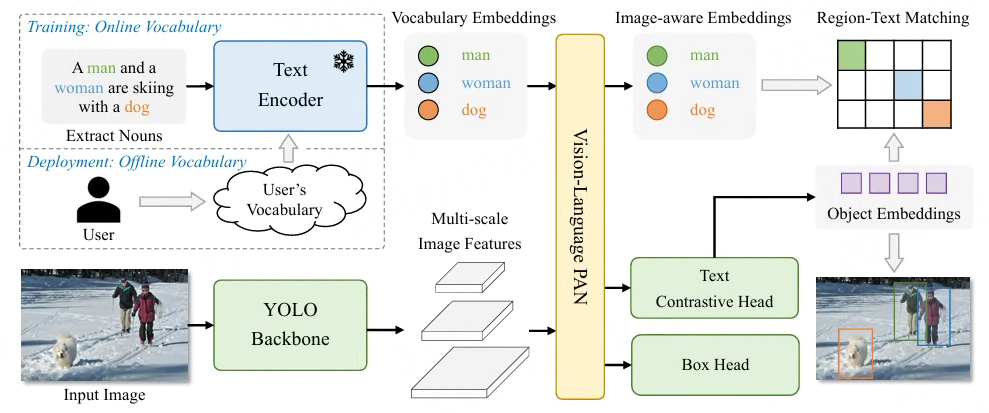 Training: Online Vocabulary
A man and a
woman are skiing
with a dog
Extract Nouns
Text
Encoder
Deployment: Offline Vocabulary
User
User's
Vocabulary
Vocabulary Embeddings
man
woman
dog
Image-aware Embeddings
man
woman
dog
Region-Text Matching
Vision-Language PAN
Object Embeddings
Multi-scale
Image Features
Input Image
YOLO
Backbone
Text
Contrastive Head
Box Head